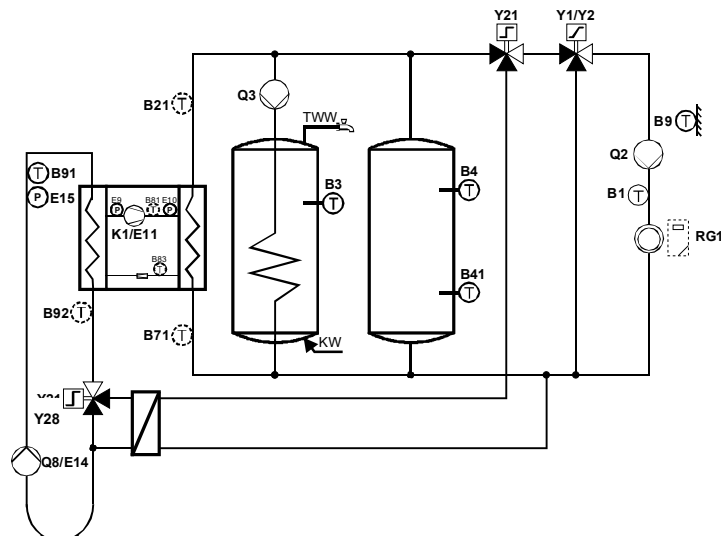 Y21 Y1/Y2
Q3
B21 T
TWW
B9 T
Q2
T B91
B3
B4
P E15
E9 B81 E10
T
T
B1 T
P T P
K1/E11
RG1
B83
T
B41
T
B92 T
B71 T
KW
Y28
Q8/E14